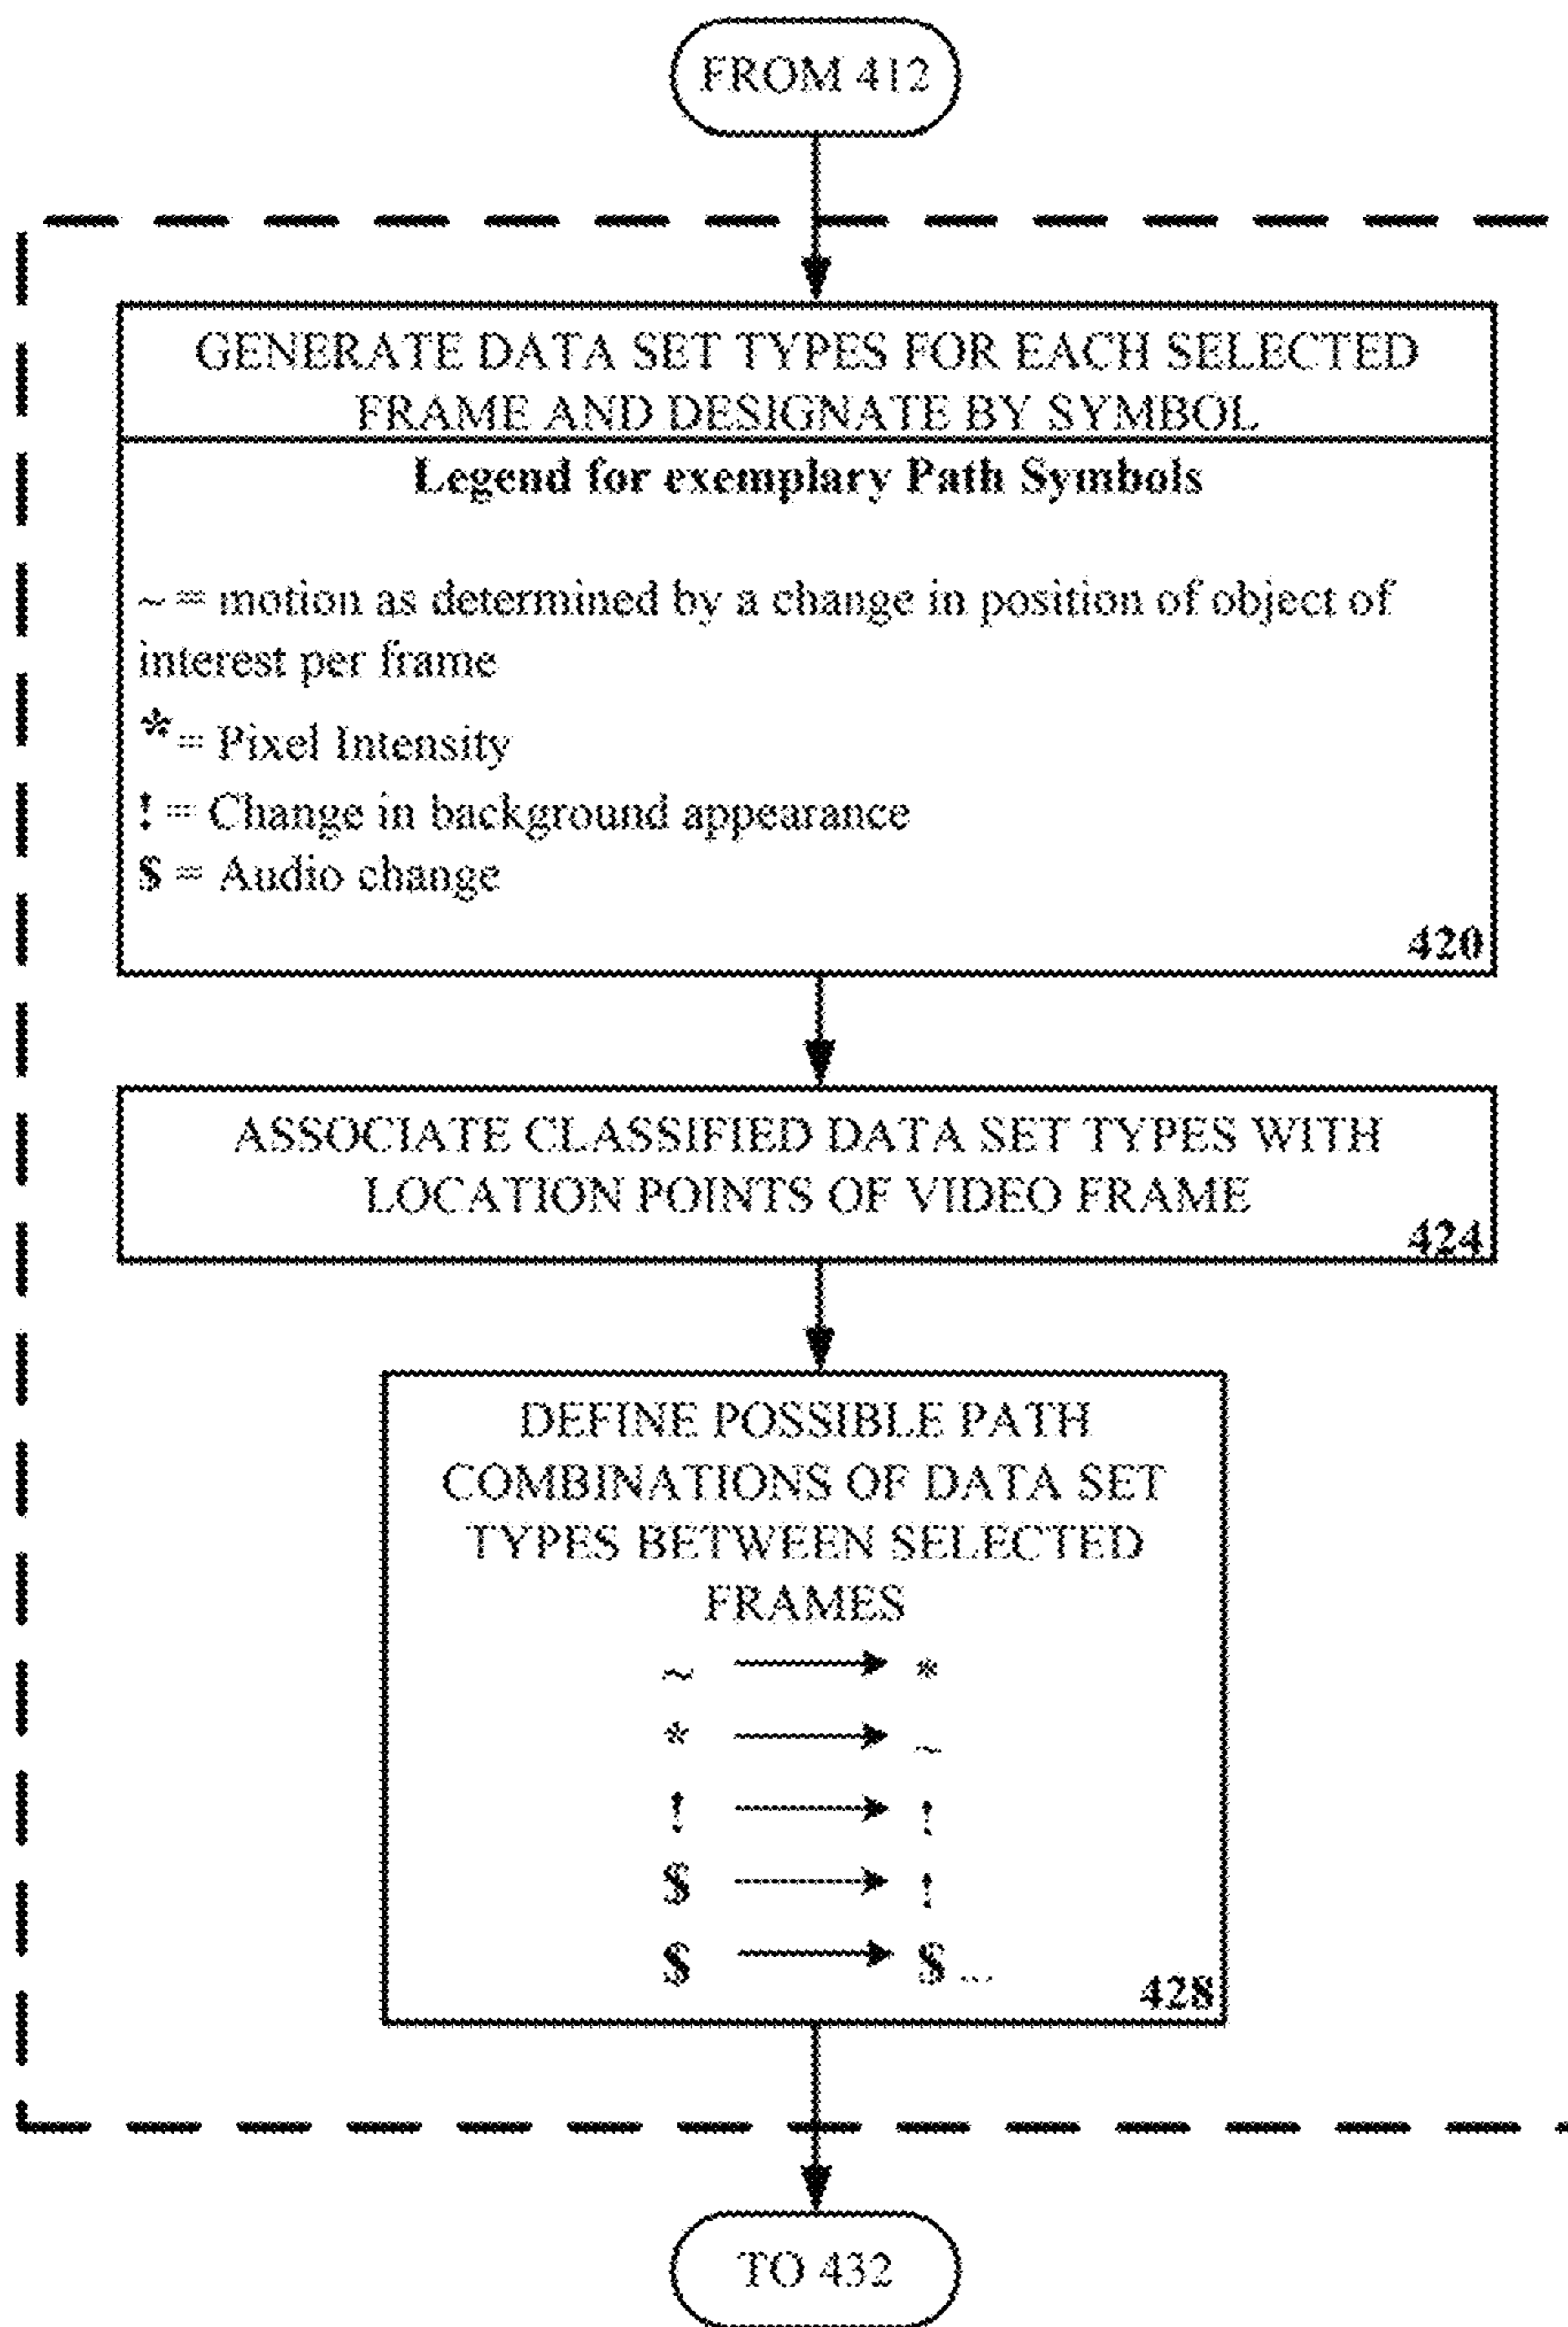 FROM 412
GENERATE DATA SET TYPES FOR EACH SELECTED
FRAME AND DESIGNATE BY SYMBOL
Legend for exemplary Path Symbols
~ = motion as determined by a change in position of object of
interest per frame
* = Pixel Intensity
! = Change in background appearance
$ = Audio change
420
ASSOCIATE CLASSIFIED DATA SET TYPES WITH
LOCATION POINTS OF VIDEO FRAME
424
DEFINE POSSIBLE PATH
COMBINATIONS OF DATA SET
TYPES BETWEEN SELECTED
FRAMES
~ → *
* → ~
! → !
$ → !
$ → $ ...
428
TO 432